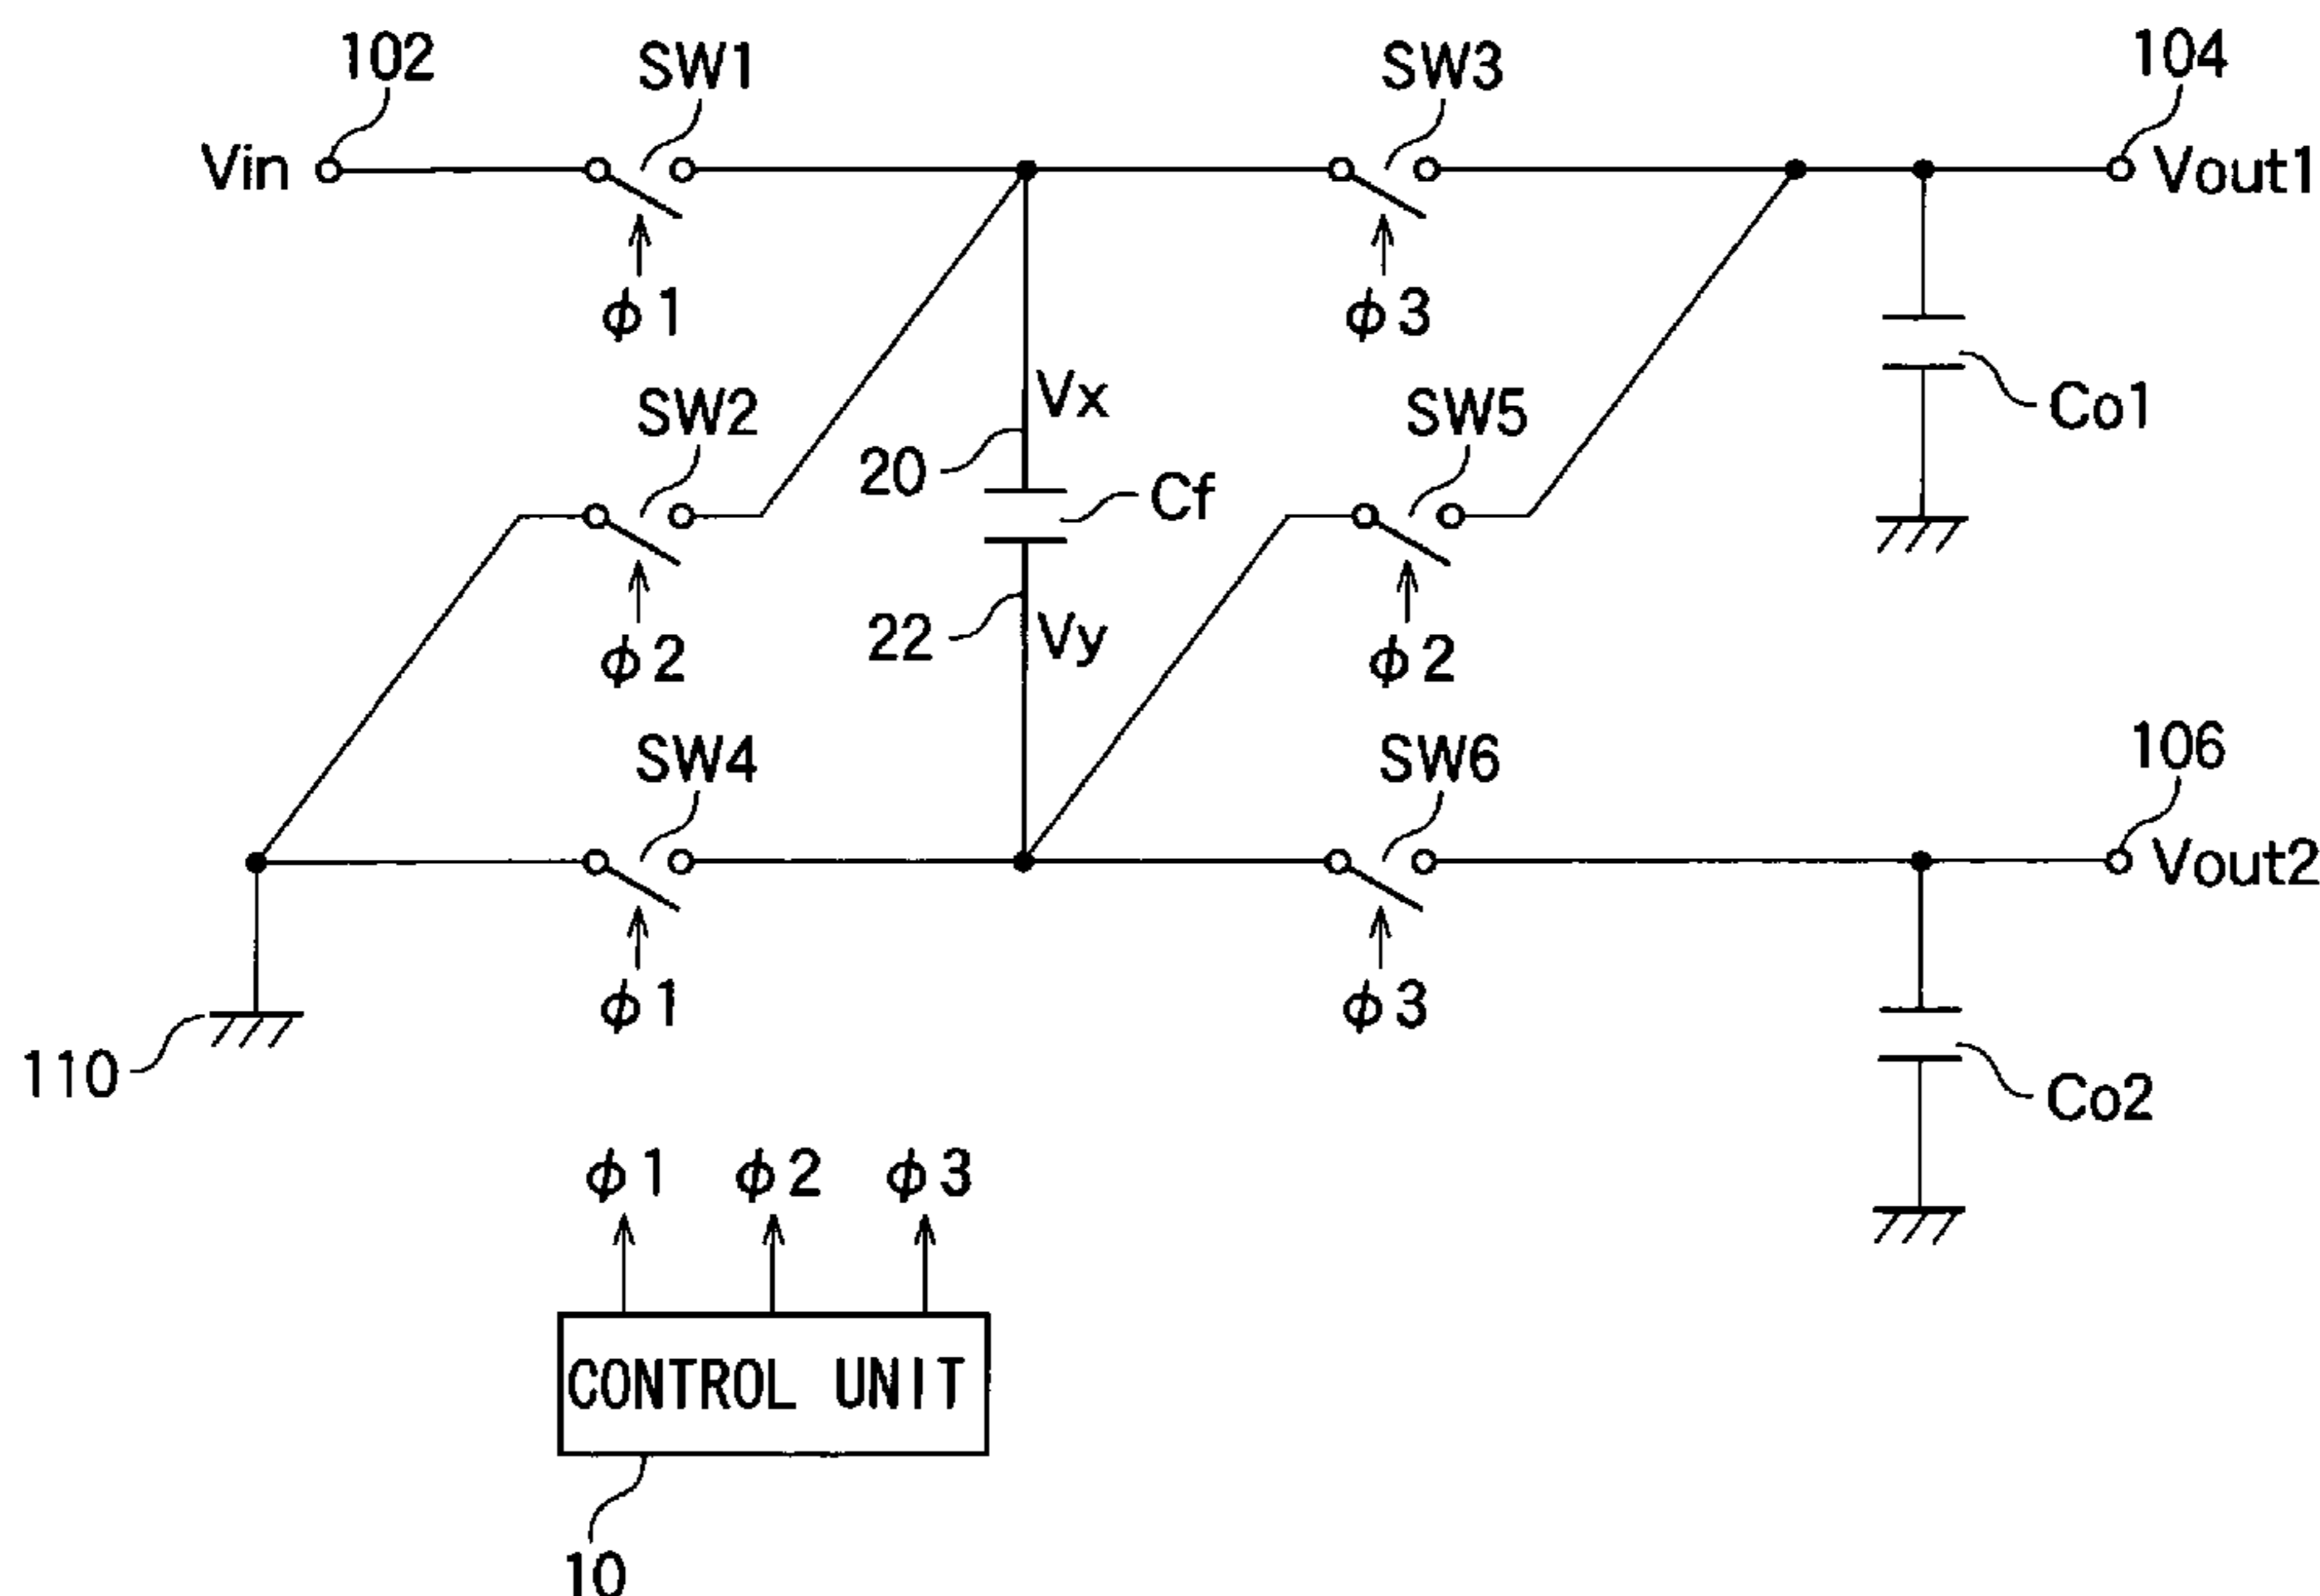 102
SW1
SW3
104
Vin
Vout1
ϕ1
ϕ3
Vx
Co1
SW2
SW5
20
Cf
22
Vy
ϕ2
ϕ2
SW4
SW6
106
Vout2
ϕ1
ϕ3
110
Co2
ϕ1 ϕ2 ϕ3
CONTROL UNIT
10